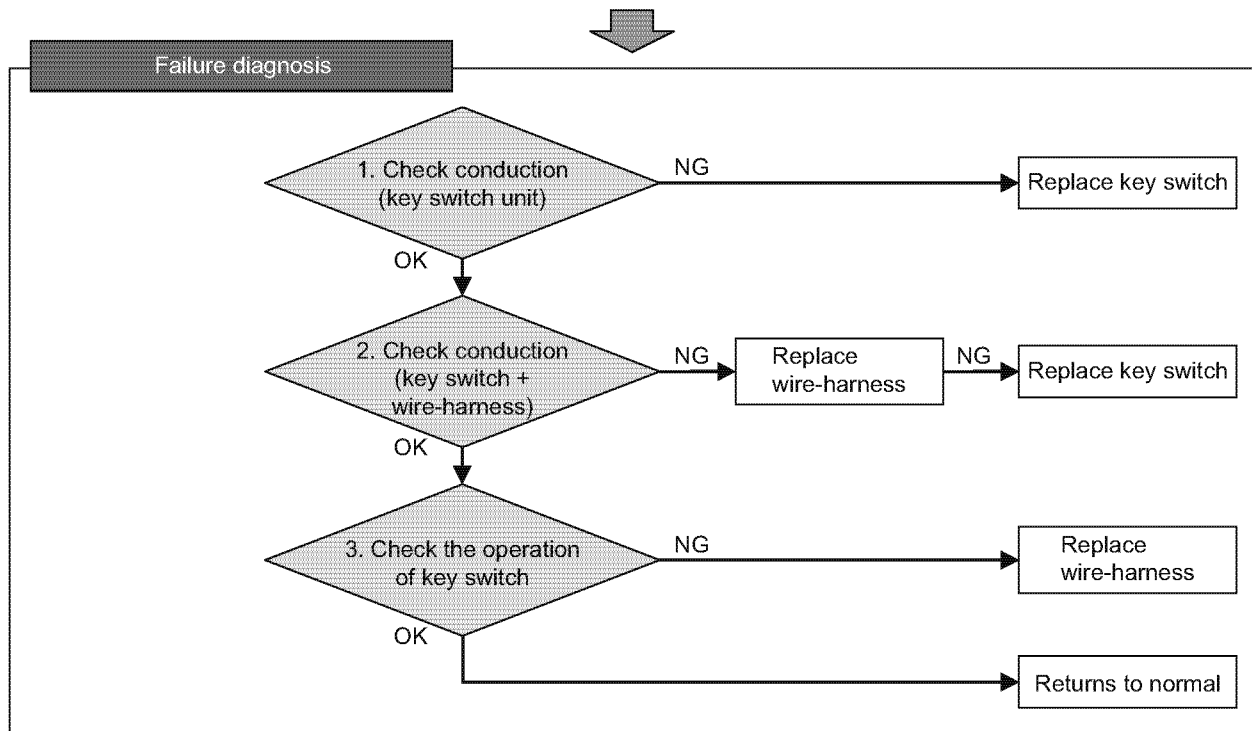 Failure diagnosis
1. Check conduction
(key switch unit)
NG
Replace key switch
OK
2. Check conduction
(key switch +
wire-harness)
NG
Replace
wire-harness
NG
Replace key switch
OK
3. Check the operation
of key switch
NG
Replace
wire-harness
OK
Returns to normal